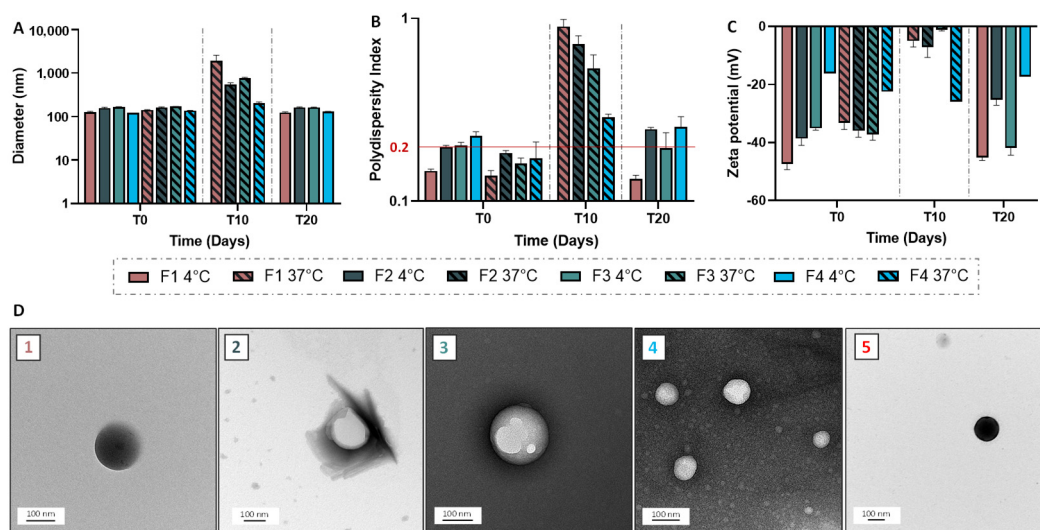 A
Diameter (nm)
10,000
1,000
100
10
1
T0
T10
T20
Time (Days)
B
Polydispersity Index
1
0.2
0.1
T0
T10
T20
Time (Days)
C
Zeta potential (mV)
0
-20
-40
-60
T0
T10
T20
Time (Days)
F1 4°C
F1 37°C
F2 4°C
F2 37°C
F3 4°C
F3 37°C
F4 4°C
F4 37°C
D
1
100 nm
2
100 nm
3
100 nm
4
100 nm
5
100 nm